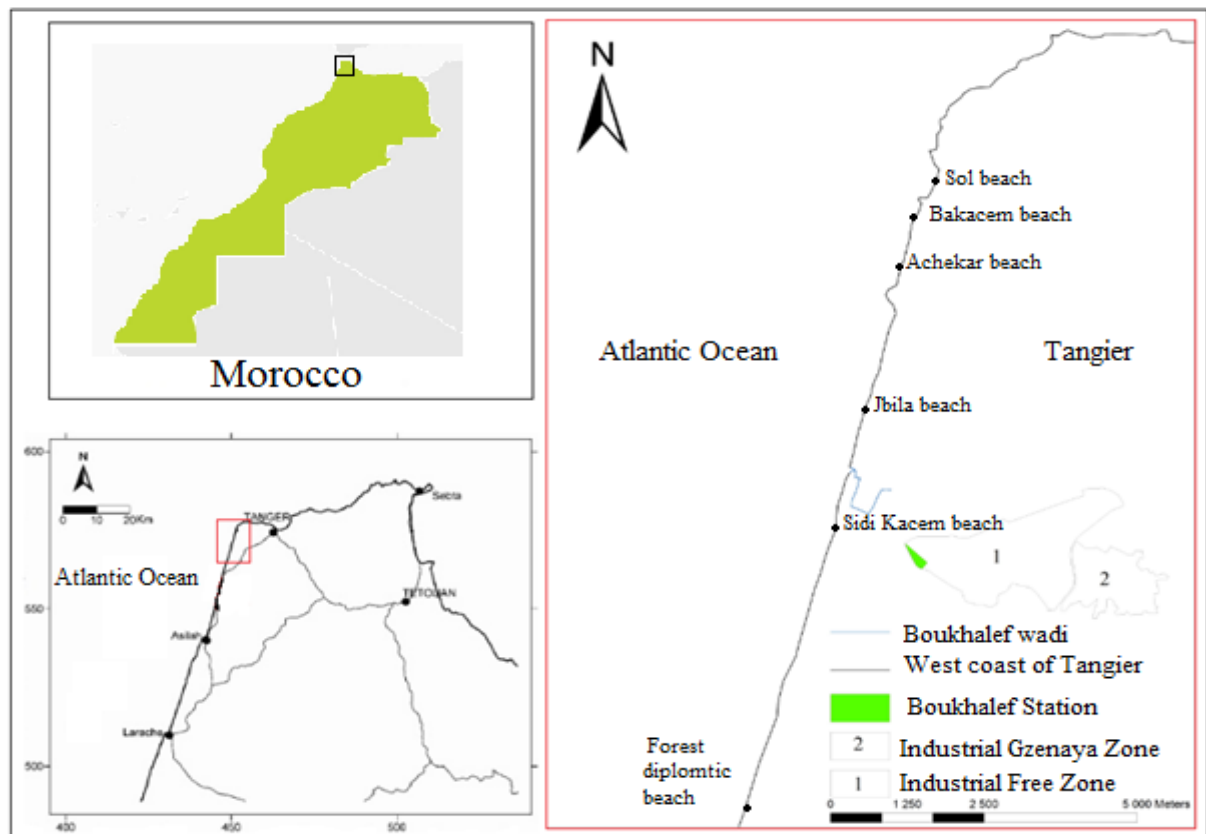 Morocco
600
550
500
400
450
500
N
0 10 20Km
TANGER
Secta
Atlantic Ocean
TETOUAN
Asilah
Larache
N
Sol beach
Bakacem beach
Achekar beach
Atlantic Ocean
Tangier
Jbila beach
Sidi Kacem beach
1
2
Boukhalef wadi
West coast of Tangier
Boukhalef Station
2 Industrial Gzenaya Zone
1 Industrial Free Zone
Forest
diplomtic
beach
0 1 250 2 500 5 000 Meters